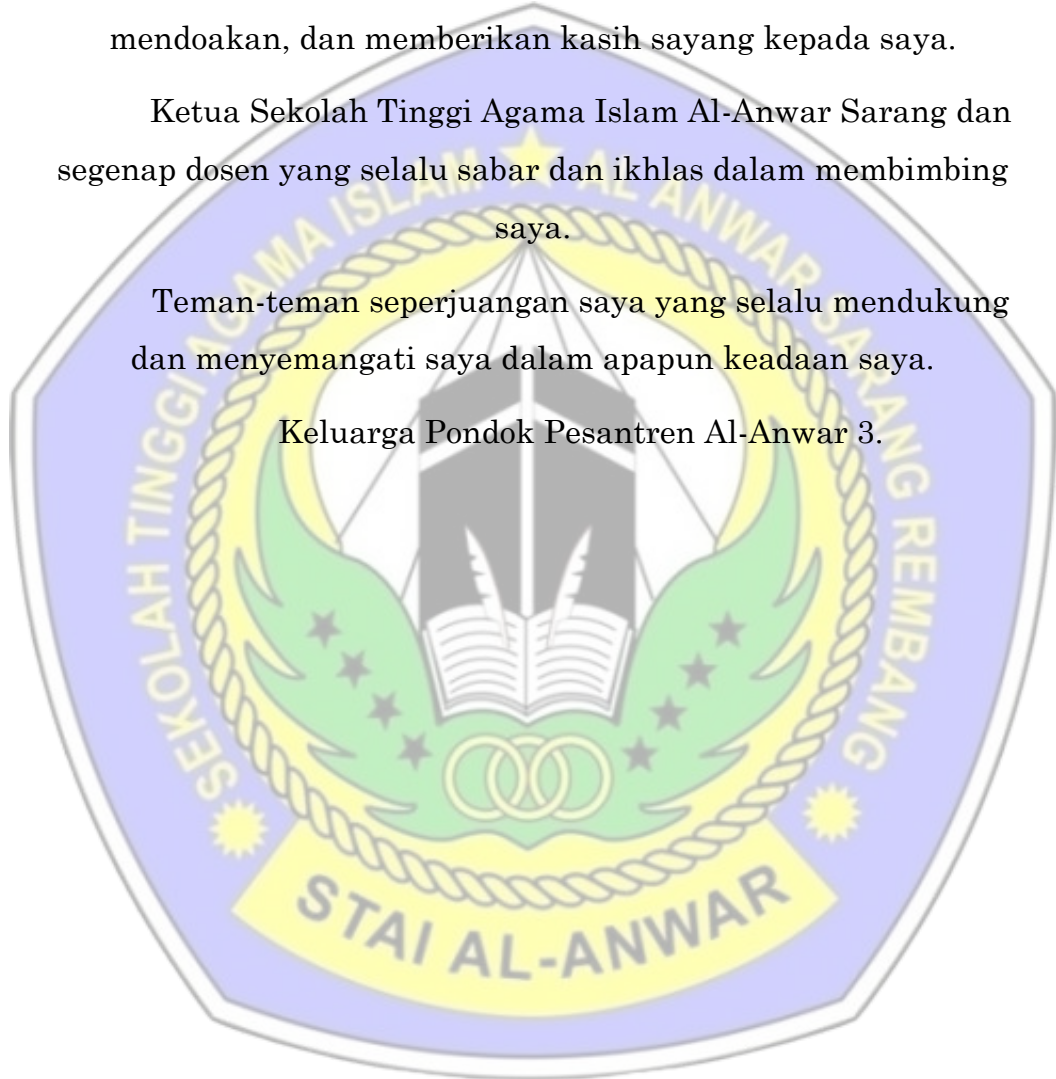 mendoakan, dan memberikan kasih sayang kepada saya.
Ketua Sekolah Tinggi Agama Islam Al-Anwar Sarang dan
segenap dosen yang selalu sabar dan ikhlas dalam membimbing
saya.
Teman-teman seperjuangan saya yang selalu mendukung
dan menyemangati saya dalam apapun keadaan saya.
Keluarga Pondok Pesantren Al-Anwar 3.
SEKOLAH TINGGI AGAMA ISLAM ★ AL ANWAR SARANG REMBANG
STAI AL-ANWAR